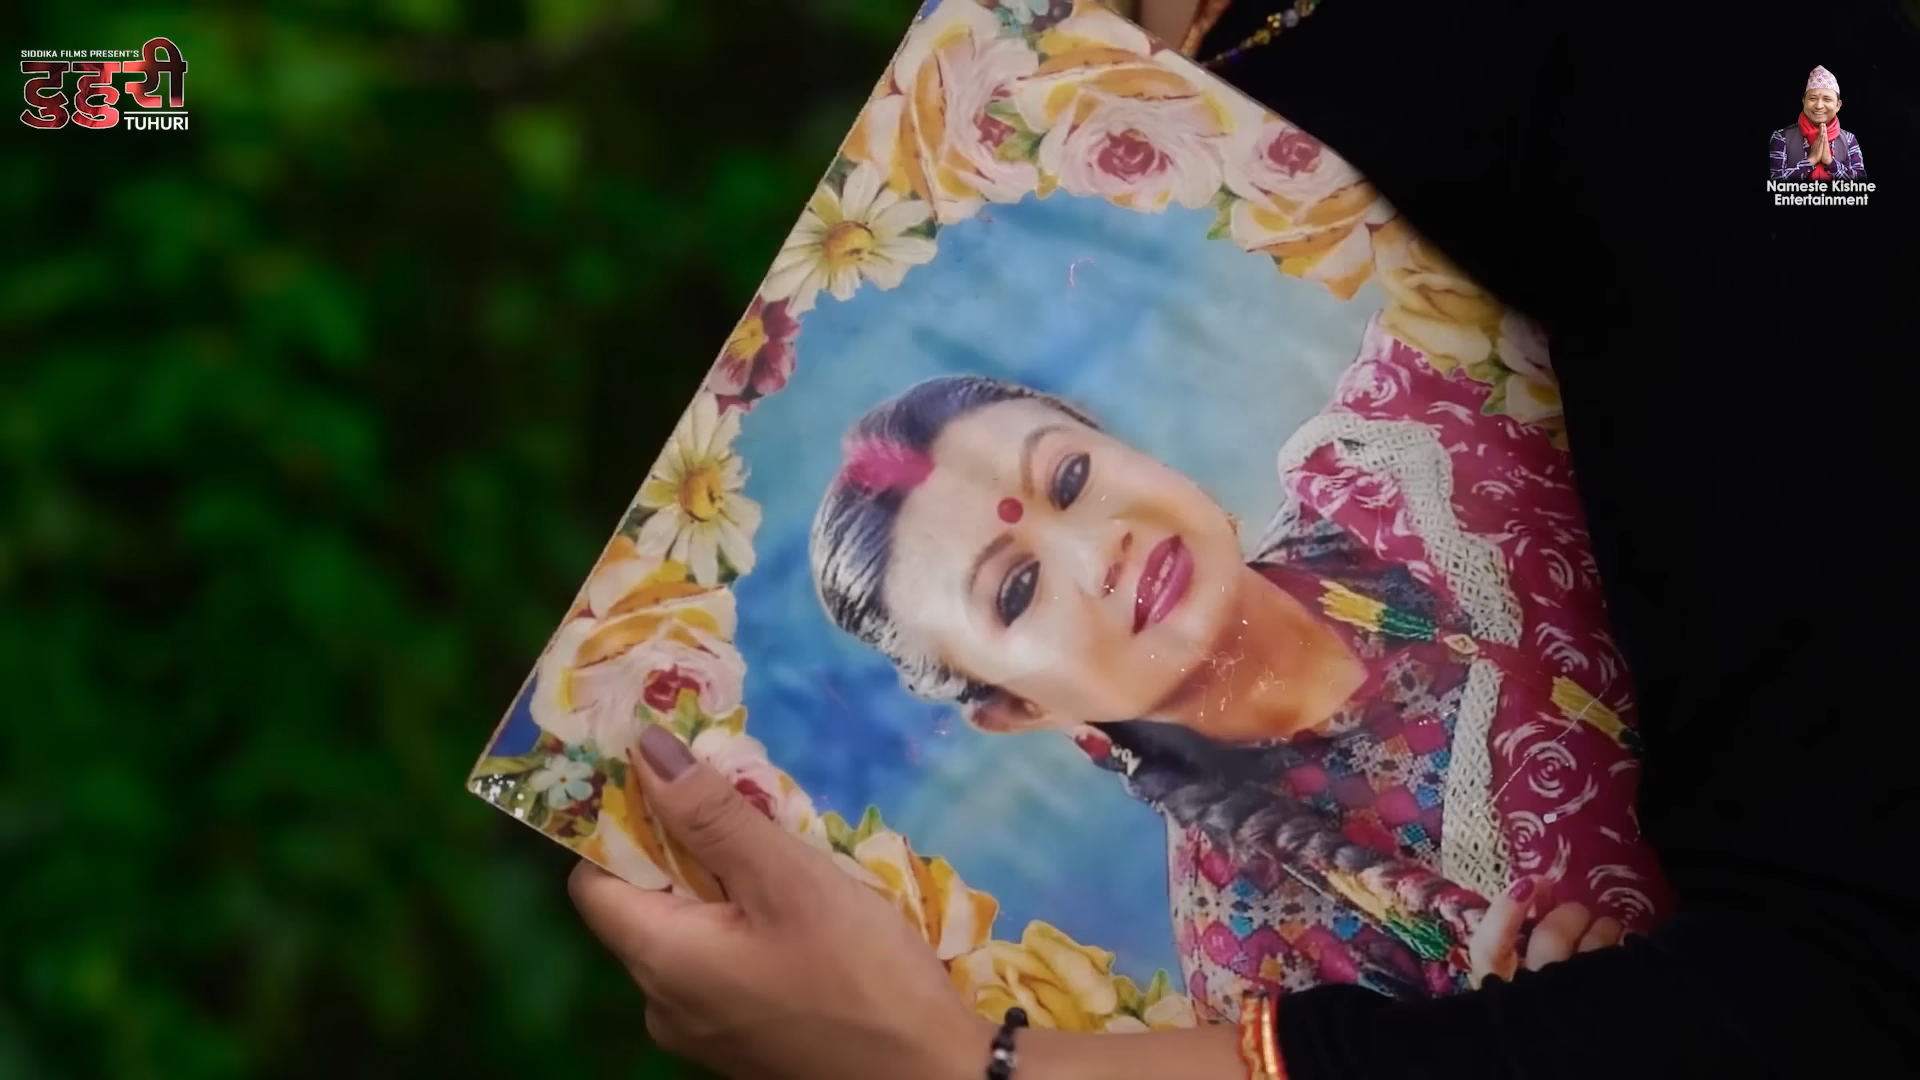 SIDDIKA FILMS PRESENT'S
टुहुरी
TUHURI
Nameste Kishne
Entertainment